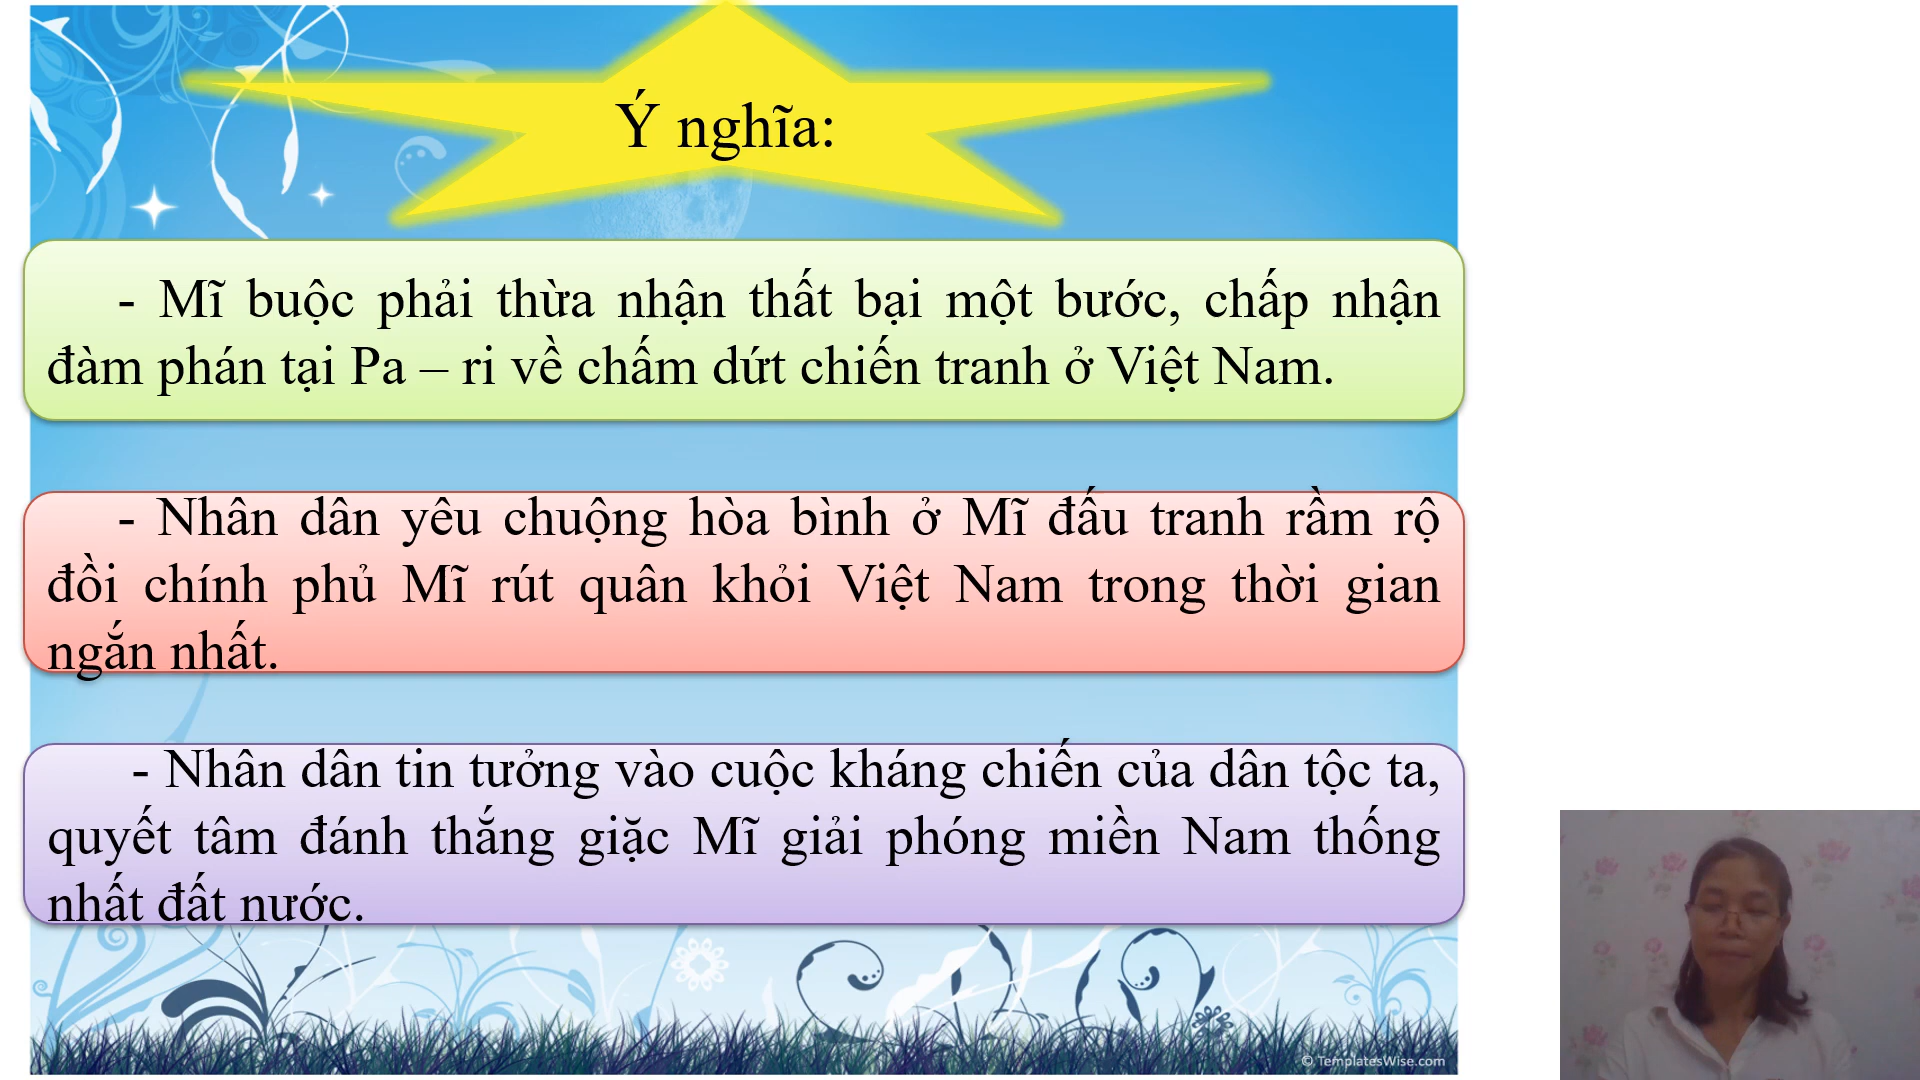 Ý nghĩa:
- Mĩ buộc phải thừa nhận thất bại một bước, chấp nhận
đàm phán tại Pa – ri về chấm dứt chiến tranh ở Việt Nam.
- Nhân dân yêu chuộng hòa bình ở Mĩ đấu tranh rầm rộ
đồi chính phủ Mĩ rút quân khỏi Việt Nam trong thời gian
ngắn nhất.
- Nhân dân tin tưởng vào cuộc kháng chiến của dân tộc ta,
quyết tâm đánh thắng giặc Mĩ giải phóng miền Nam thống
nhất đất nước.
© TemplatesWise.com